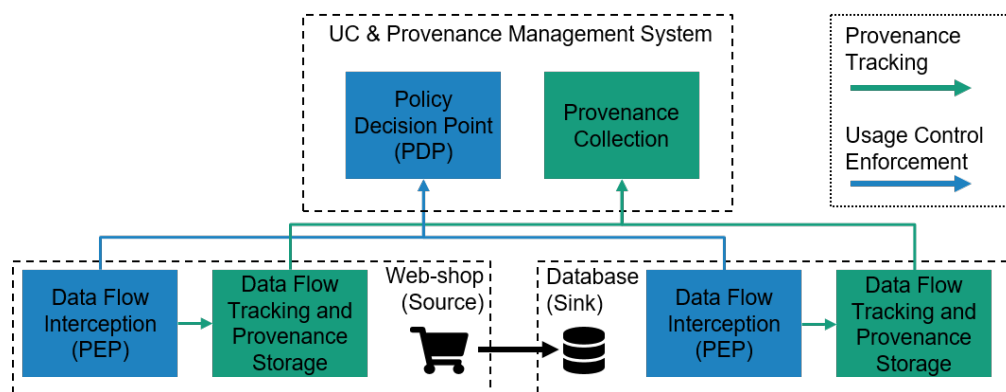 UC & Provenance Management System
Policy
Decision Point
(PDP)
Provenance
Collection
Provenance
Tracking
Usage Control
Enforcement
Data Flow
Interception
(PEP)
Data Flow
Tracking and
Provenance
Storage
Web-shop
(Source)
Database
(Sink)
Data Flow
Interception
(PEP)
Data Flow
Tracking and
Provenance
Storage